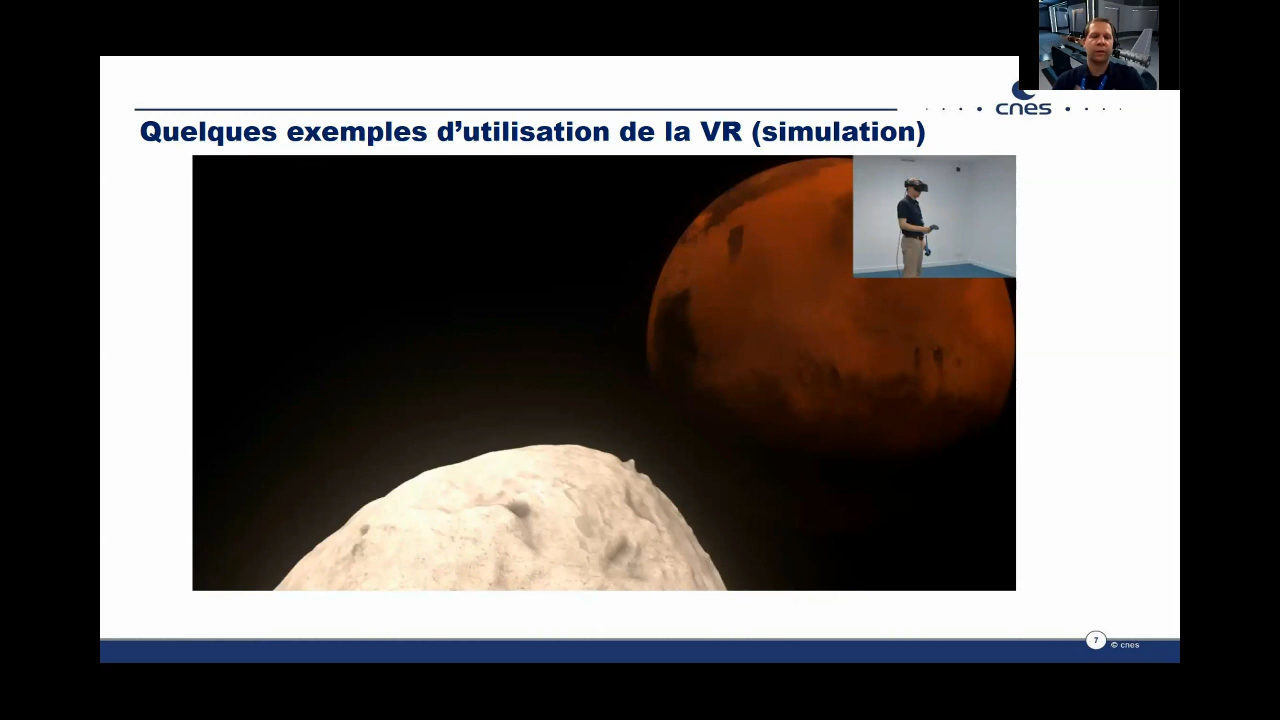 cnes
Quelques exemples d’utilisation de la VR (simulation)
7
© cnes